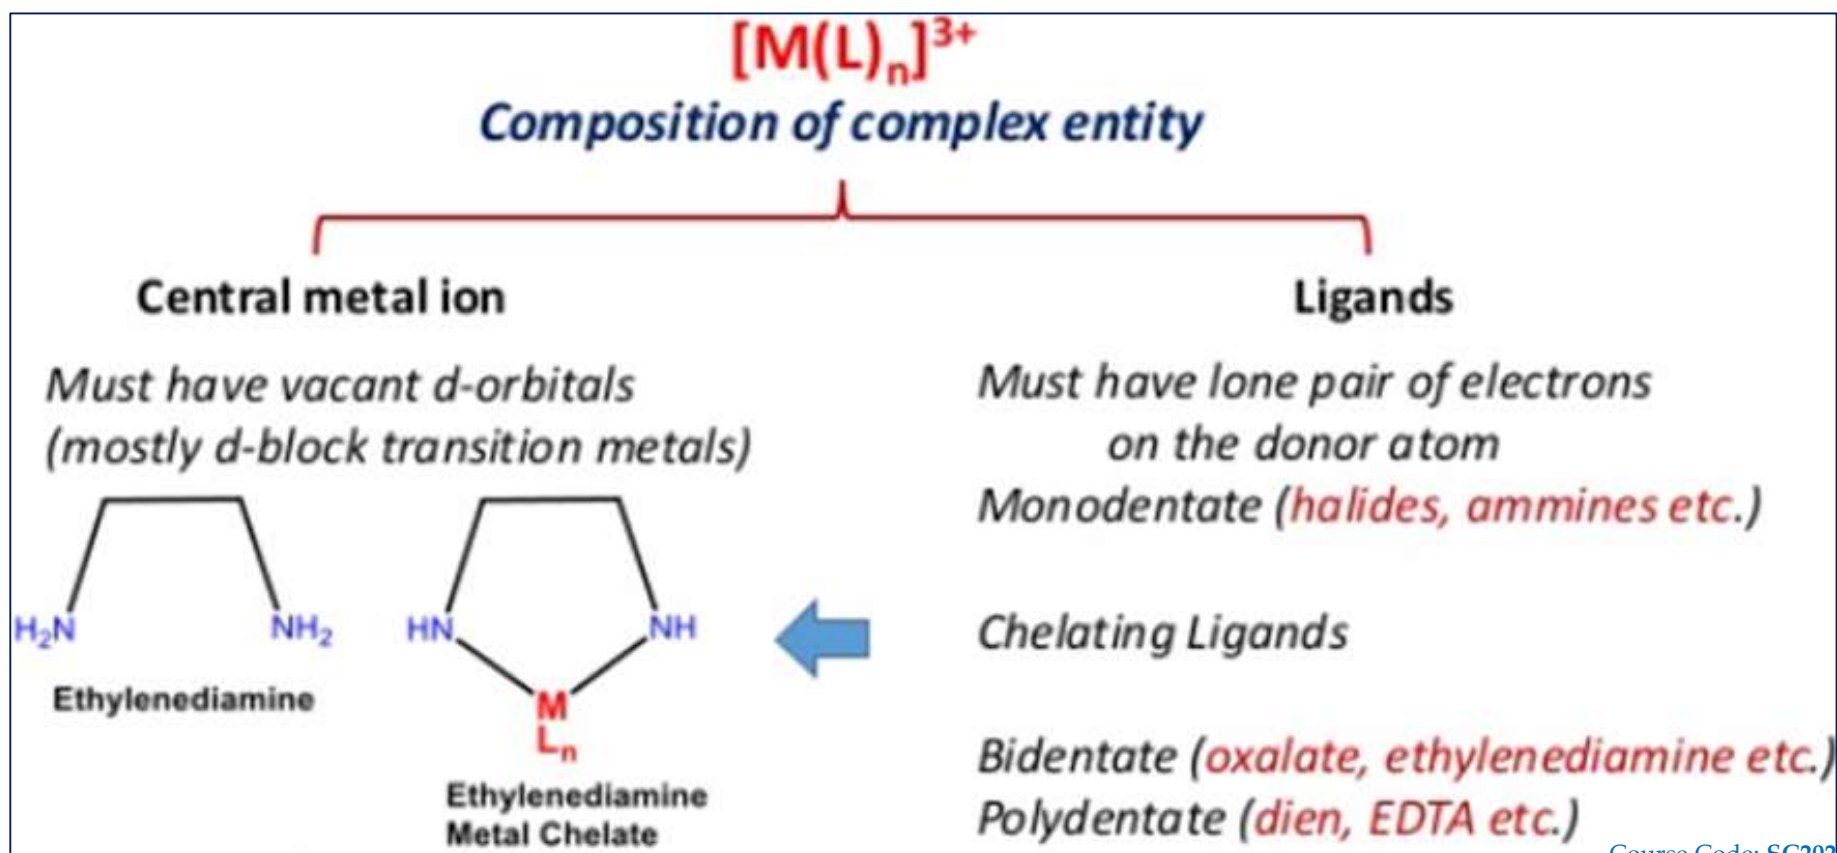 [M(L)n]3+
Composition of complex entity
Central metal ion
Must have vacant d-orbitals
(mostly d-block transition metals)
H2N
NH2
Ethylenediamine
HN
NH
M
Ln
Ethylenediamine
Metal Chelate
Ligands
Must have lone pair of electrons
on the donor atom
Monodentate (halides, ammines etc.)
Chelating Ligands
Bidentate (oxalate, ethylenediamine etc.)
Polydentate (dien, EDTA etc.)
Course Code: